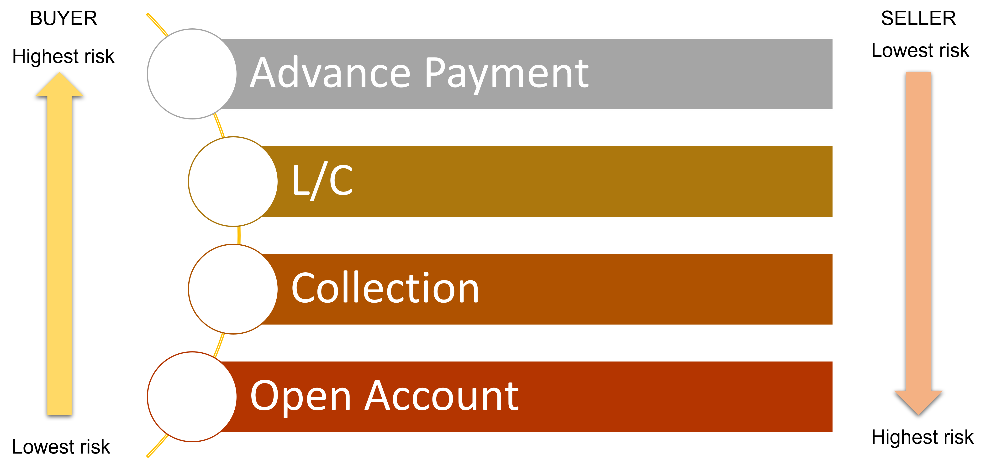 BUYER
Highest risk
SELLER
Lowest risk
Advance Payment
L/C
Collection
Open Account
Lowest risk
Highest risk